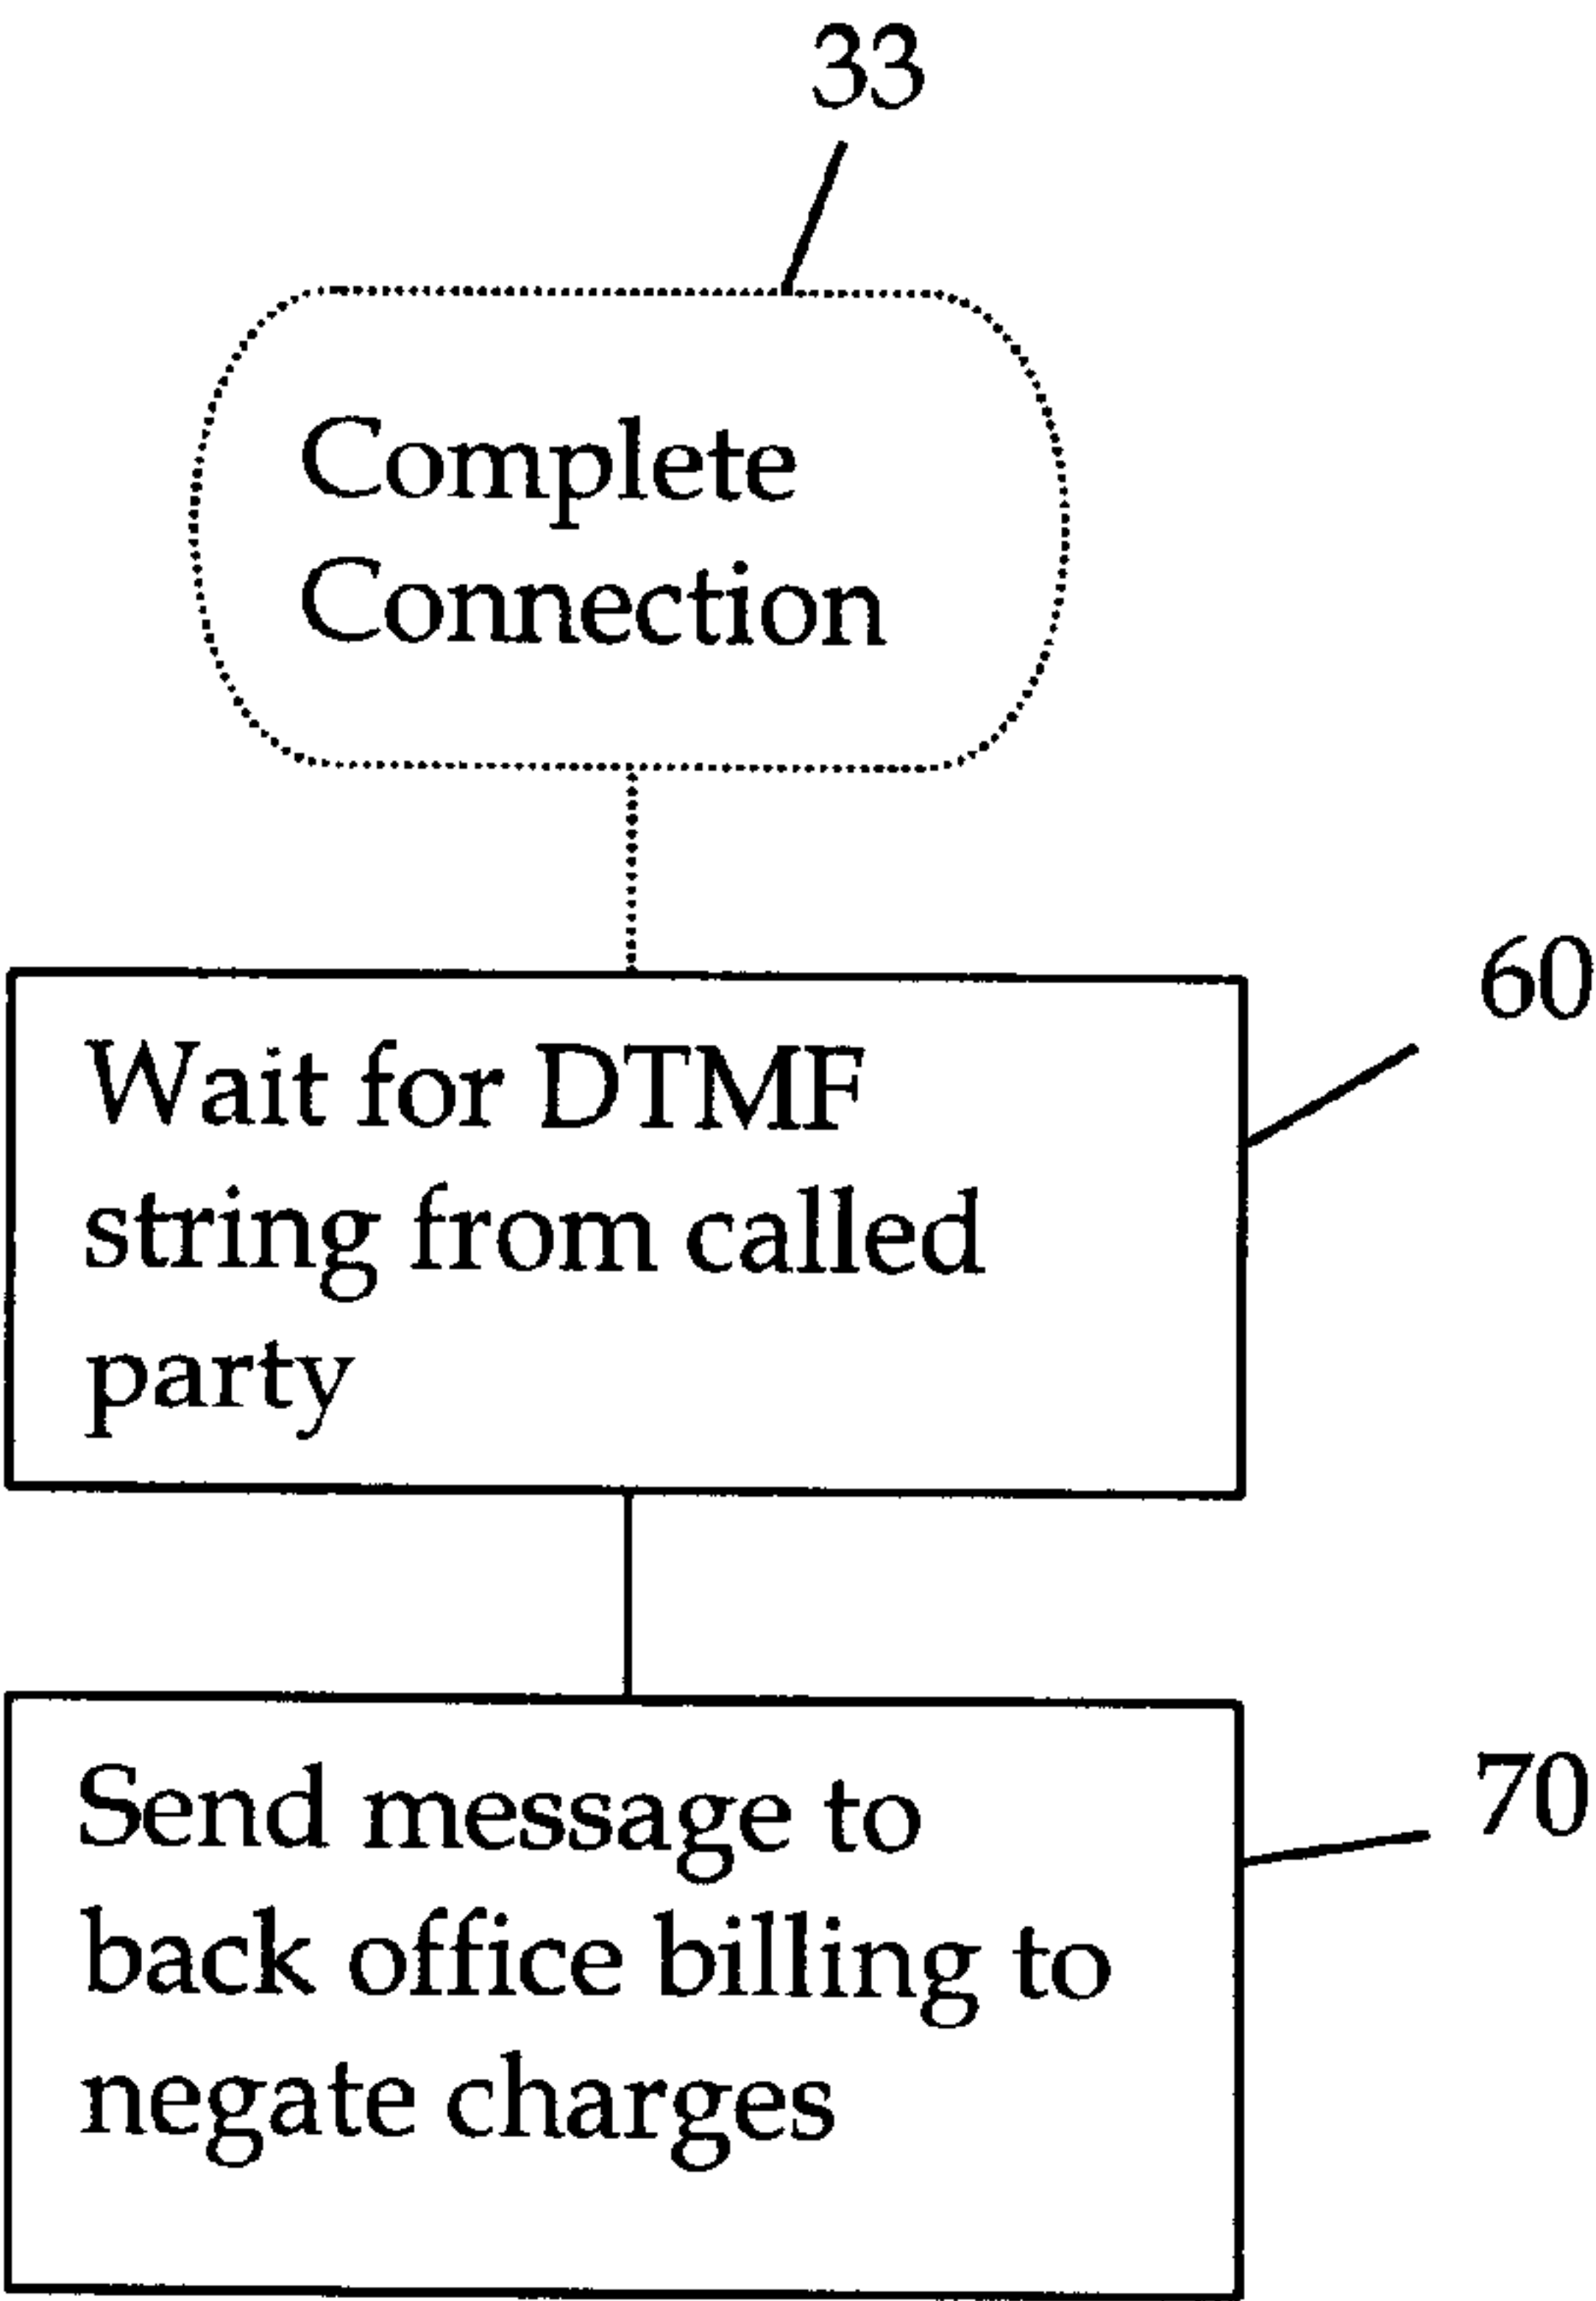 33
Complete
Connection
60
Wait for DTMF
string from called
party
70
Send message to
back office billing to
negate charges